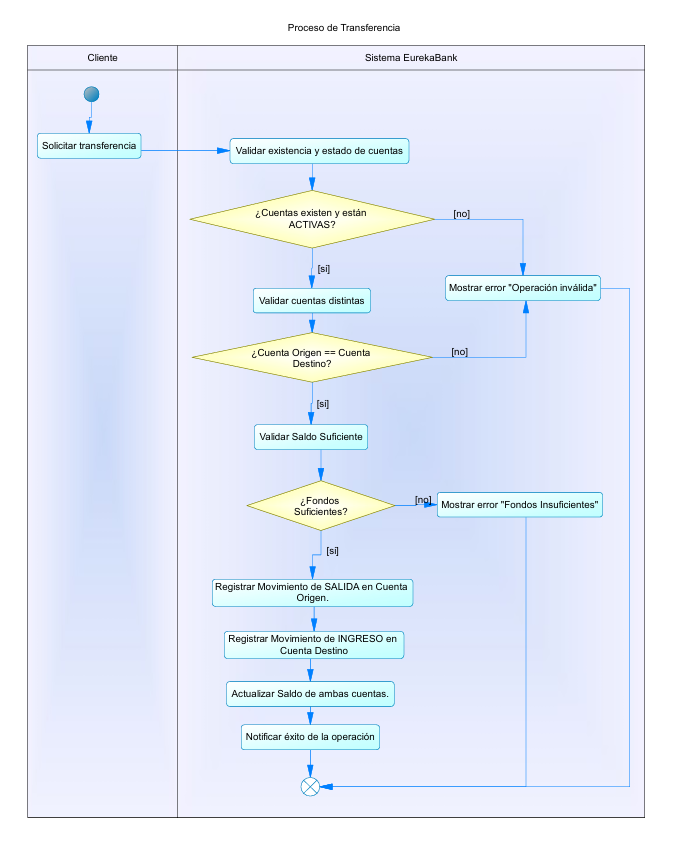 Proceso de Transferencia
Cliente
Sistema EurekaBank
Solicitar transferencia
Validar existencia y estado de cuentas
¿Cuentas existen y están
ACTIVAS?
[no]
[si]
Mostrar error "Operación inválida"
Validar cuentas distintas
¿Cuenta Origen == Cuenta
Destino?
[no]
[si]
Validar Saldo Suficiente
¿Fondos
Suficientes?
[no]
Mostrar error "Fondos Insuficientes"
[si]
Registrar Movimiento de SALIDA en Cuenta
Origen.
Registrar Movimiento de INGRESO en
Cuenta Destino
Actualizar Saldo de ambas cuentas.
Notificar éxito de la operación